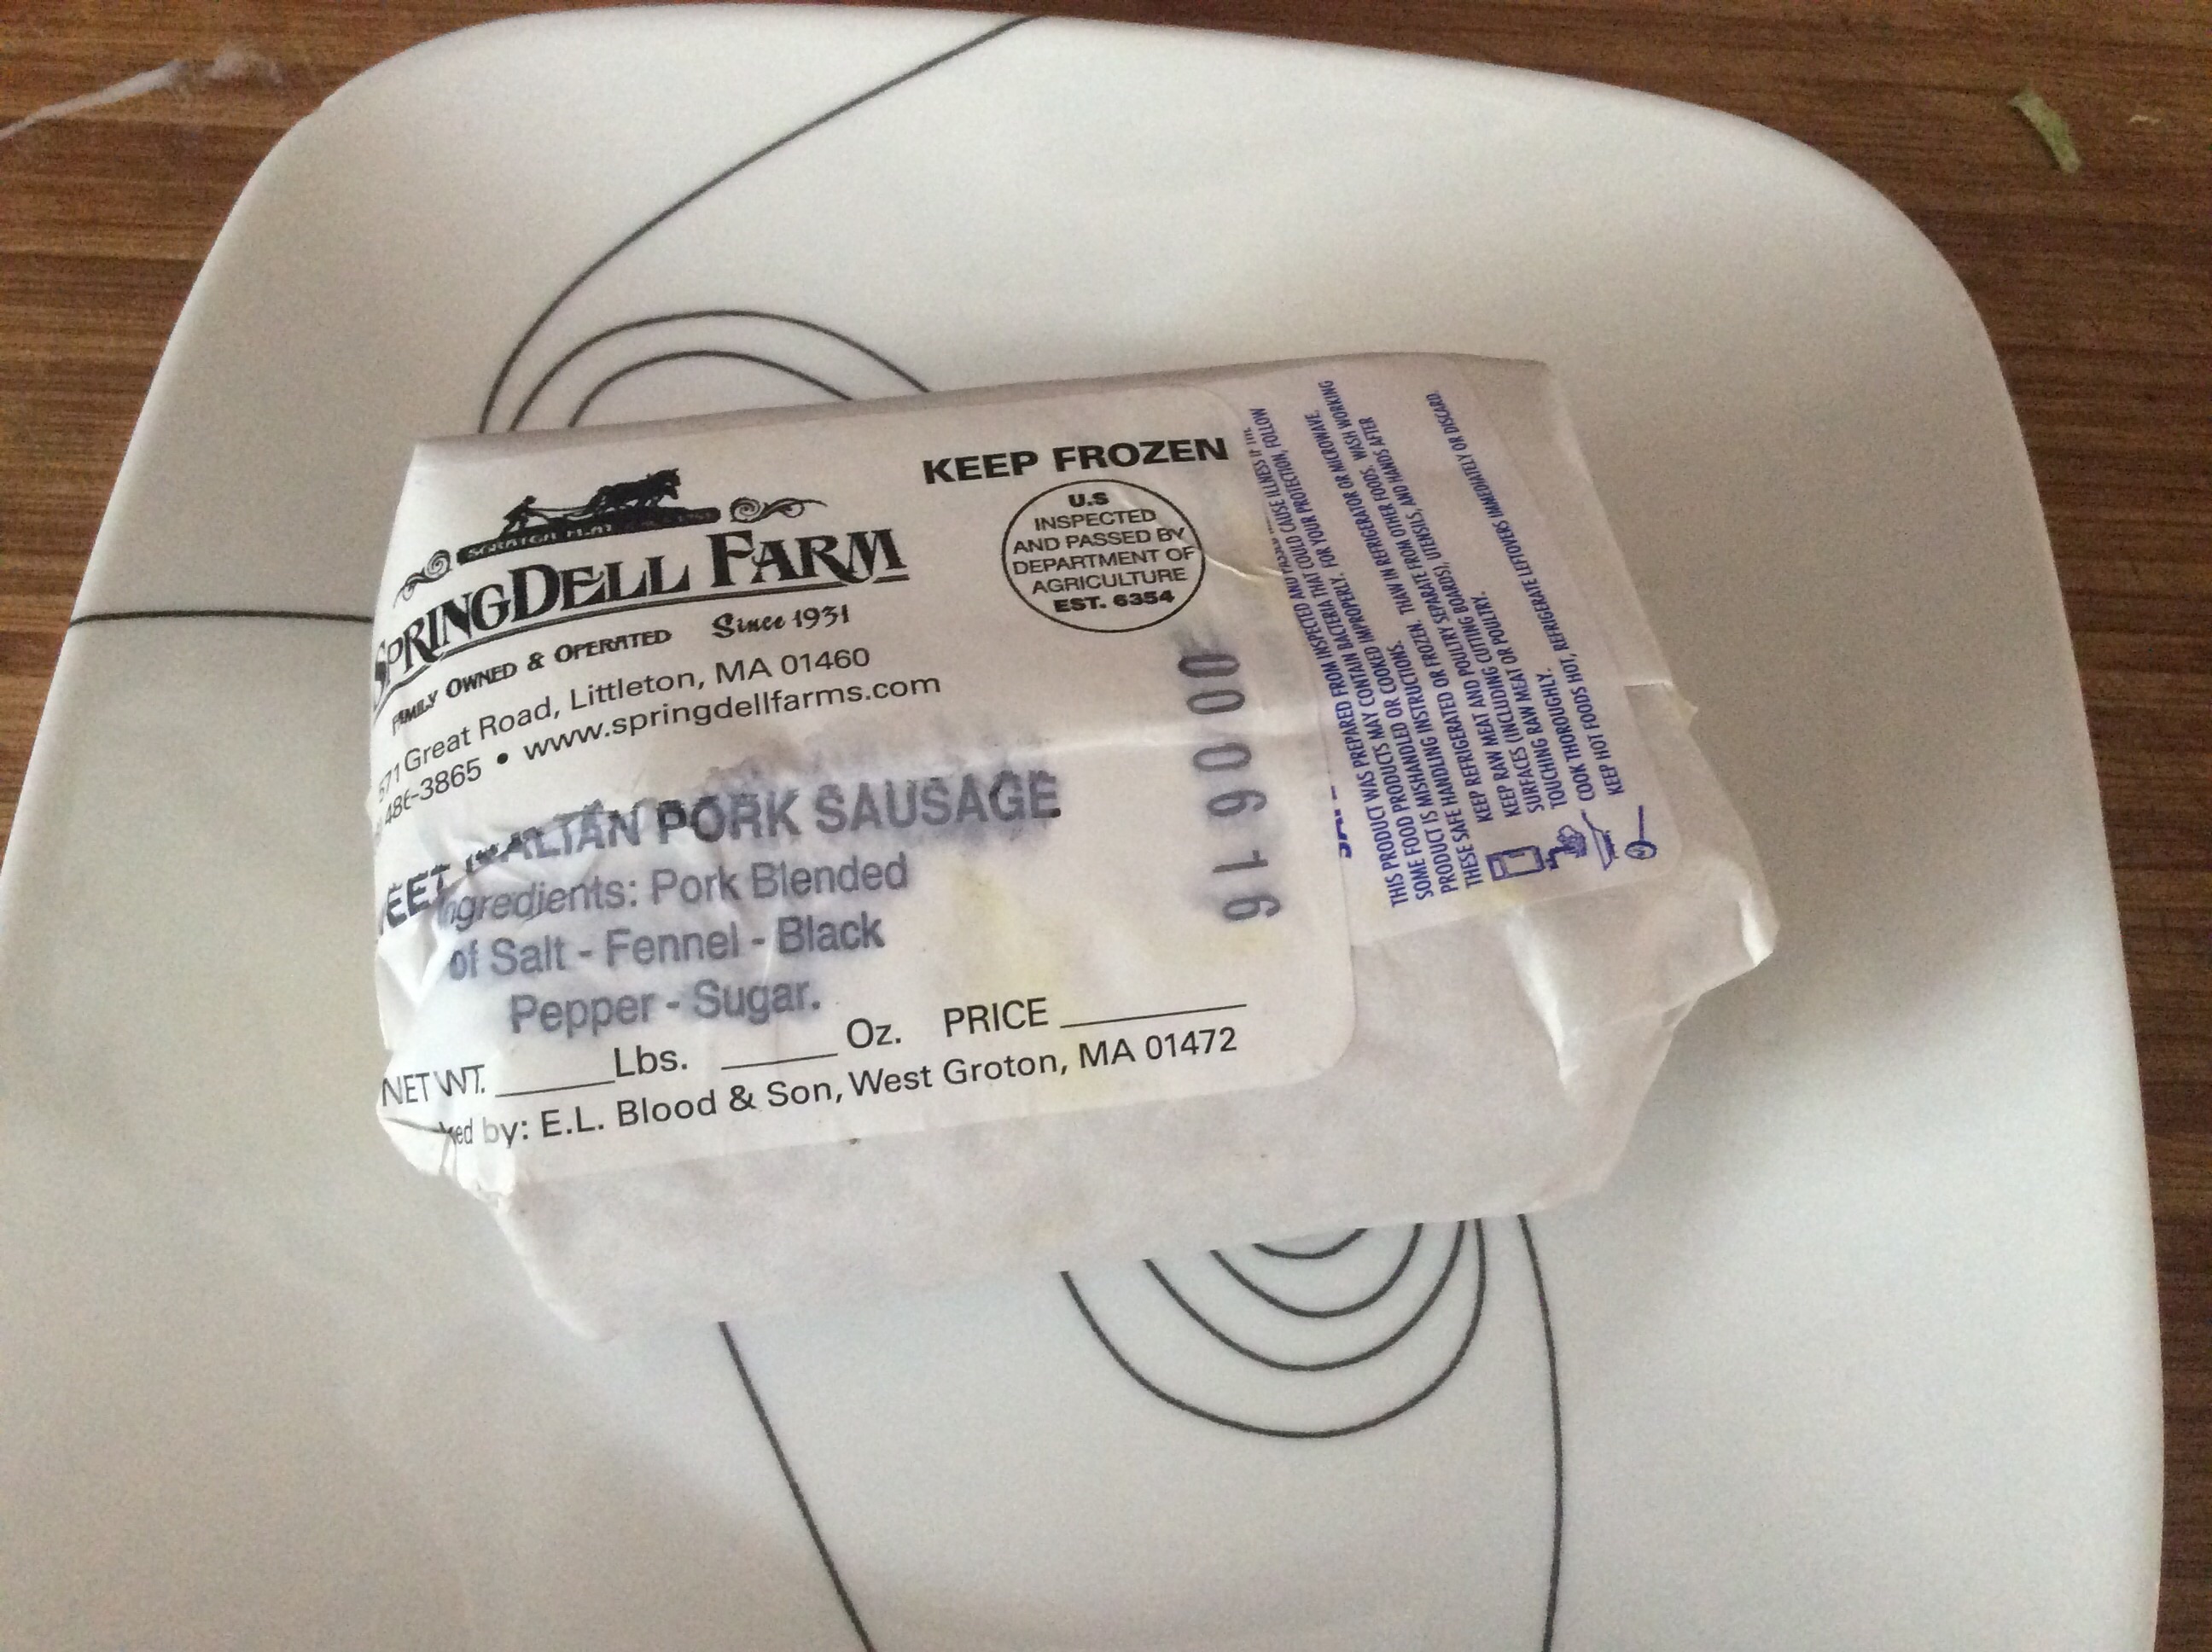 KEEP FROZEN
U.S
INSPECTED
AND PASSED BY
DEPARTMENT OF
AGRICULTURE
EST. 6354
SPRINGDELL FARM
FAMILY OWNED & OPERATED Since 1931
571 Great Road, Littleton, MA 01460
486-3865 • www.springdellfarms.com
EET ITALIAN PORK SAUSAGE
Ingredients: Pork Blended
of Salt - Fennel - Black
Pepper - Sugar.
NET WT. Lbs. Oz. PRICE
ked by: E.L. Blood & Son, West Groton, MA 01472
000616
THIS PRODUCT WAS PREPARED FROM INSPECTED AND
SOME FOOD PRODUCTS MAY CONTAIN BACTERIA THAT COULD CAUSE ILLNESS IF THE
PRODUCT IS MISHANDLED OR COOKED IMPROPERLY. FOR YOUR PROTECTION, FOLLOW
THESE SAFE HANDLING INSTRUCTIONS.
KEEP REFRIGERATED OR FROZEN. THAW IN REFRIGERATOR OR MICROWAVE.
KEEP RAW MEAT AND POULTRY SEPARATE FROM OTHER FOODS. WASH WORKING
SURFACES (INCLUDING CUTTING BOARDS), UTENSILS, AND HANDS AFTER
TOUCHING RAW MEAT OR POULTRY.
COOK THOROUGHLY.
KEEP HOT FOODS HOT, REFRIGERATE LEFTOVERS IMMEDIATELY OR DISCARD